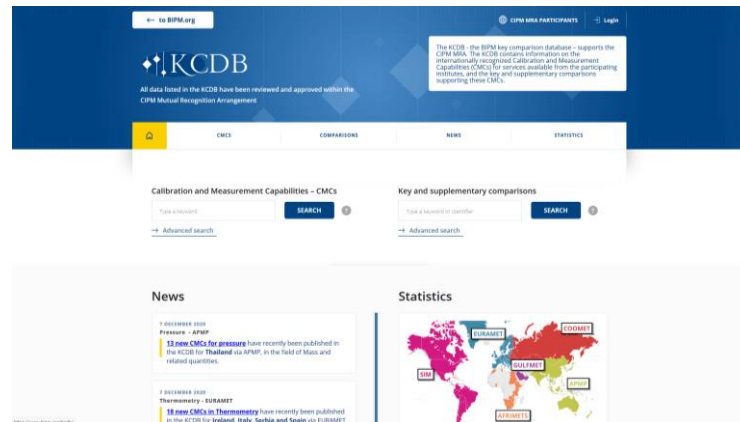 ← to BIPM.org
CIPM MRA PARTICIPANTS
Login
KCDB
All data listed in the KCDB have been reviewed and approved within the
CIPM Mutual Recognition Arrangement
The KCDB - the BIPM key comparison database – supports the
CIPM MRA. The KCDB contains information on the
internationally recognized Calibration and Measurement
Capabilities (CMCs) for services available from the participating
institutes, and the key and supplementary comparisons
supporting these CMCs.
CMCS
COMPARISONS
NEWS
STATISTICS
Calibration and Measurement Capabilities – CMCs
Type a keyword
SEARCH
?
→ Advanced search
Key and supplementary comparisons
Type a keyword or identifier
SEARCH
?
→ Advanced search
News
7 DECEMBER 2020
Pressure - APMP
13 new CMCs for pressure have recently been published in
the KCDB for Thailand via APMP, in the field of Mass and
related quantities.
7 DECEMBER 2020
Thermometry - EURAMET
18 new CMCs in Thermometry have recently been published
in the KCDB for Ireland, Italy, Serbia and Spain via EURAMET
Statistics
EURAMET
COOMET
GULFMET
SIM
APMP
AFRIMETS